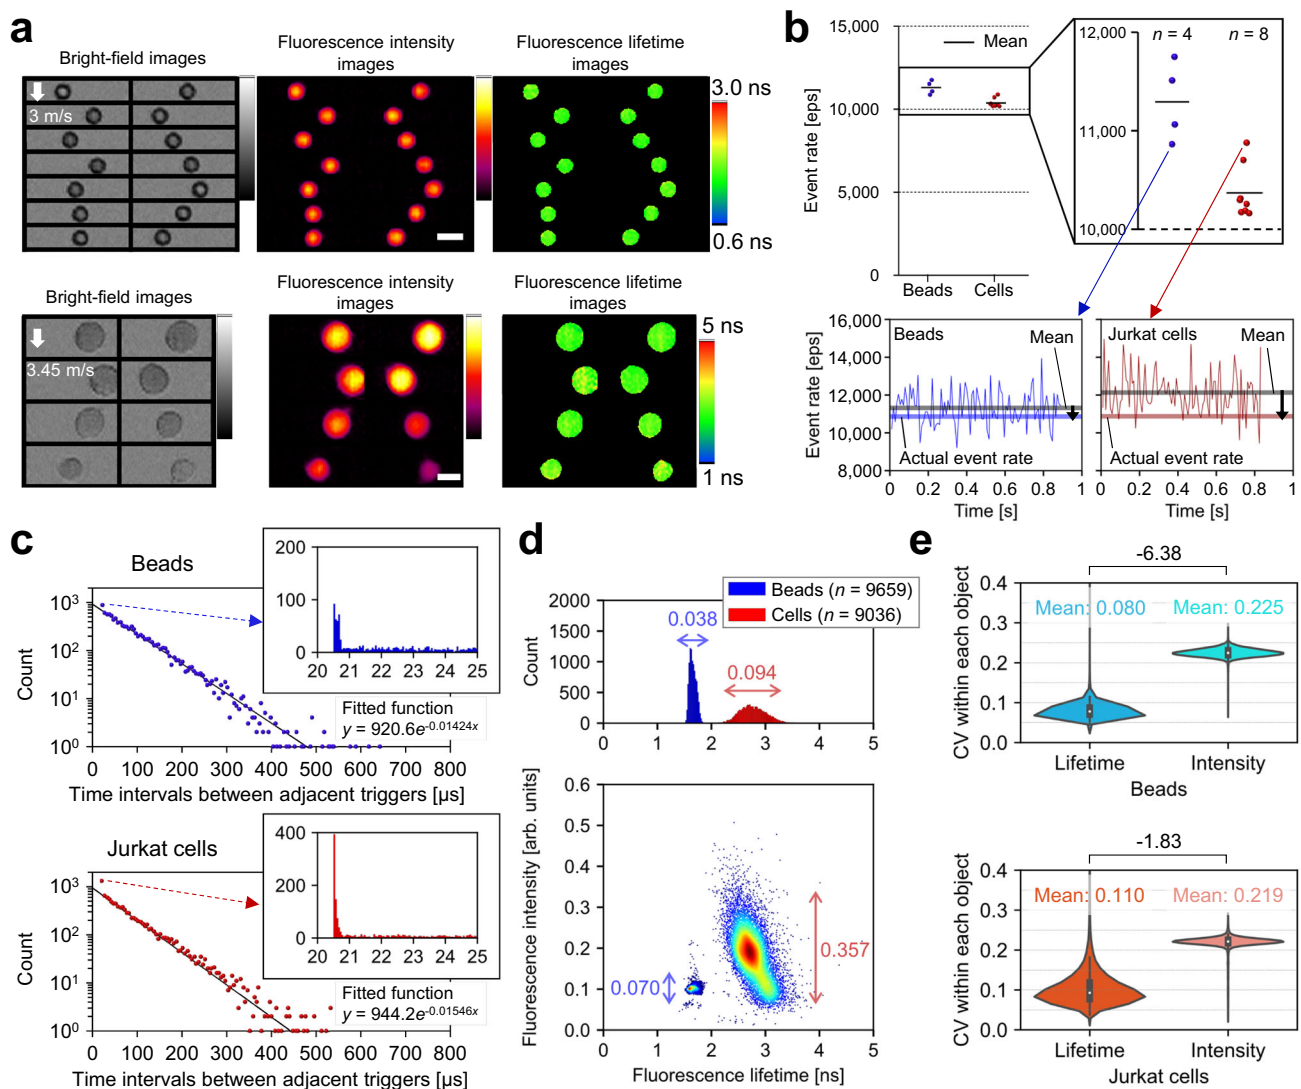 a
Bright-field images
Fluorescence intensity
images
Fluorescence lifetime
images
3 m/s
3.0 ns
0.6 ns
Bright-field images
Fluorescence intensity
images
Fluorescence lifetime
images
3.45 m/s
5 ns
1 ns
b
15,000
10,000
5,000
0
Event rate [eps]
Mean
Beads
Cells
12,000
11,000
10,000
n = 4
n = 8
16,000
14,000
12,000
10,000
8,000
Event rate [eps]
Beads
Mean
Actual event rate
0 0.2 0.4 0.6 0.8 1
Time [s]
Jurkat cells
Mean
Actual event rate
0 0.2 0.4 0.6 0.8 1
Time [s]
c
Beads
10³
10²
10¹
10⁰
Count
200
100
0
20 21 22 23 24 25
Fitted function
y = 920.6e^-0.01424x
0 100 200 300 400 500 600 700 800
Time intervals between adjacent triggers [µs]
Jurkat cells
10³
10²
10¹
10⁰
Count
400
200
0
20 21 22 23 24 25
Fitted function
y = 944.2e^-0.01546x
0 100 200 300 400 500 600 700 800
Time intervals between adjacent triggers [µs]
d
Beads (n = 9659)
Cells (n = 9036)
2000
1500
1000
500
0
Count
0.038
0.094
0 1 2 3 4 5
0.6
0.5
0.4
0.3
0.2
0.1
0.0
Fluorescence intensity [arb. units]
0.070
0.357
0 1 2 3 4 5
Fluorescence lifetime [ns]
e
-6.38
0.4
0.3
0.2
0.1
0.0
CV within each object
Mean: 0.080
Mean: 0.225
Lifetime
Intensity
Beads
-1.83
0.4
0.3
0.2
0.1
0.0
CV within each object
Mean: 0.110
Mean: 0.219
Lifetime
Intensity
Jurkat cells